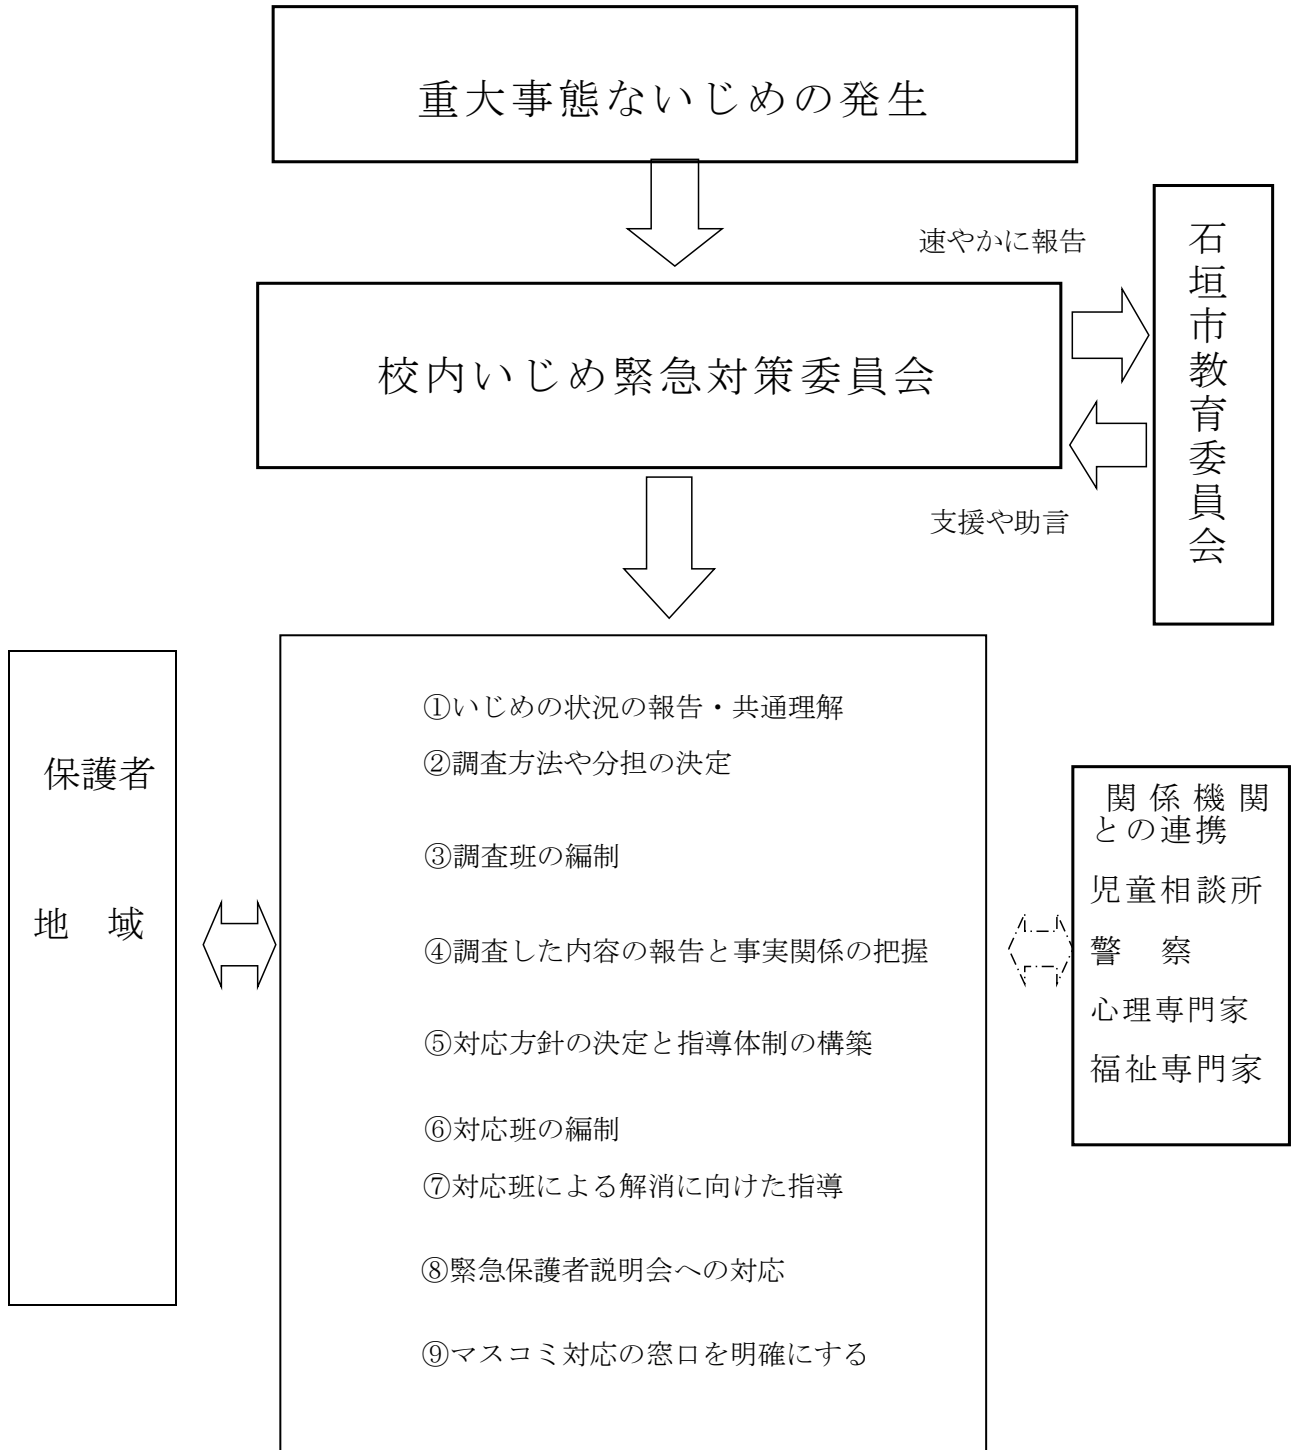 重大事態ないじめの発生
速やかに報告
石垣市教育委員会
校内いじめ緊急対策委員会
支援や助言
保護者
地　域
①いじめの状況の報告・共通理解
②調査方法や分担の決定
③調査班の編制
④調査した内容の報告と事実関係の把握
⑤対応方針の決定と指導体制の構築
⑥対応班の編制
⑦対応班による解消に向けた指導
⑧緊急保護者説明会への対応
⑨マスコミ対応の窓口を明確にする
関係機関
との連携
児童相談所
警　察
心理専門家
福祉専門家